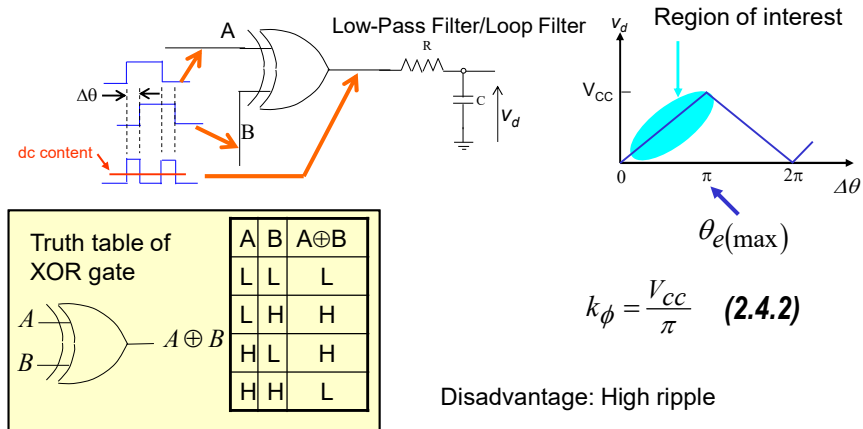 A
Low-Pass Filter/Loop Filter
R
C
v_d
Δθ
B
dc content
v_d
Region of interest
V_CC
0
π
2π
Δθ
θ_e(max)
k_ϕ = V_cc / π (2.4.2)
Truth table of
XOR gate
A
B
A ⊕ B
A B A⊕B
L L L
L H H
H L H
H H L
Disadvantage: High ripple